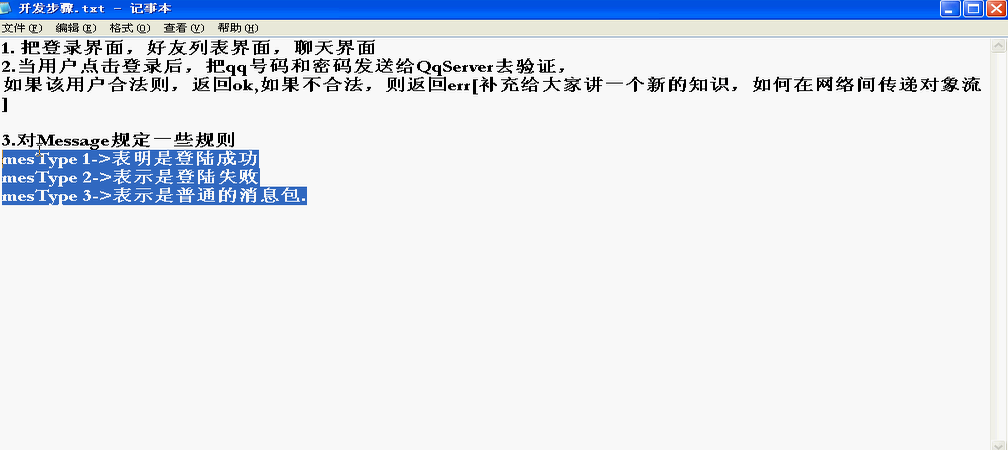 开发步骤.txt - 记事本
文件(F) 编辑(E) 格式(O) 查看(V) 帮助(H)
1. 把登录界面，好友列表界面，聊天界面
2.当用户点击登录后，把qq号码和密码发送给QqServer去验证，
如果该用户合法则，返回ok,如果不合法，则返回err[补充给大家讲一个新的知识，如何在网络间传递对象流
]
3.对Message规定一些规则
mesType 1->表明是登陆成功
mesType 2->表示是登陆失败
mesType 3->表示是普通的消息包.